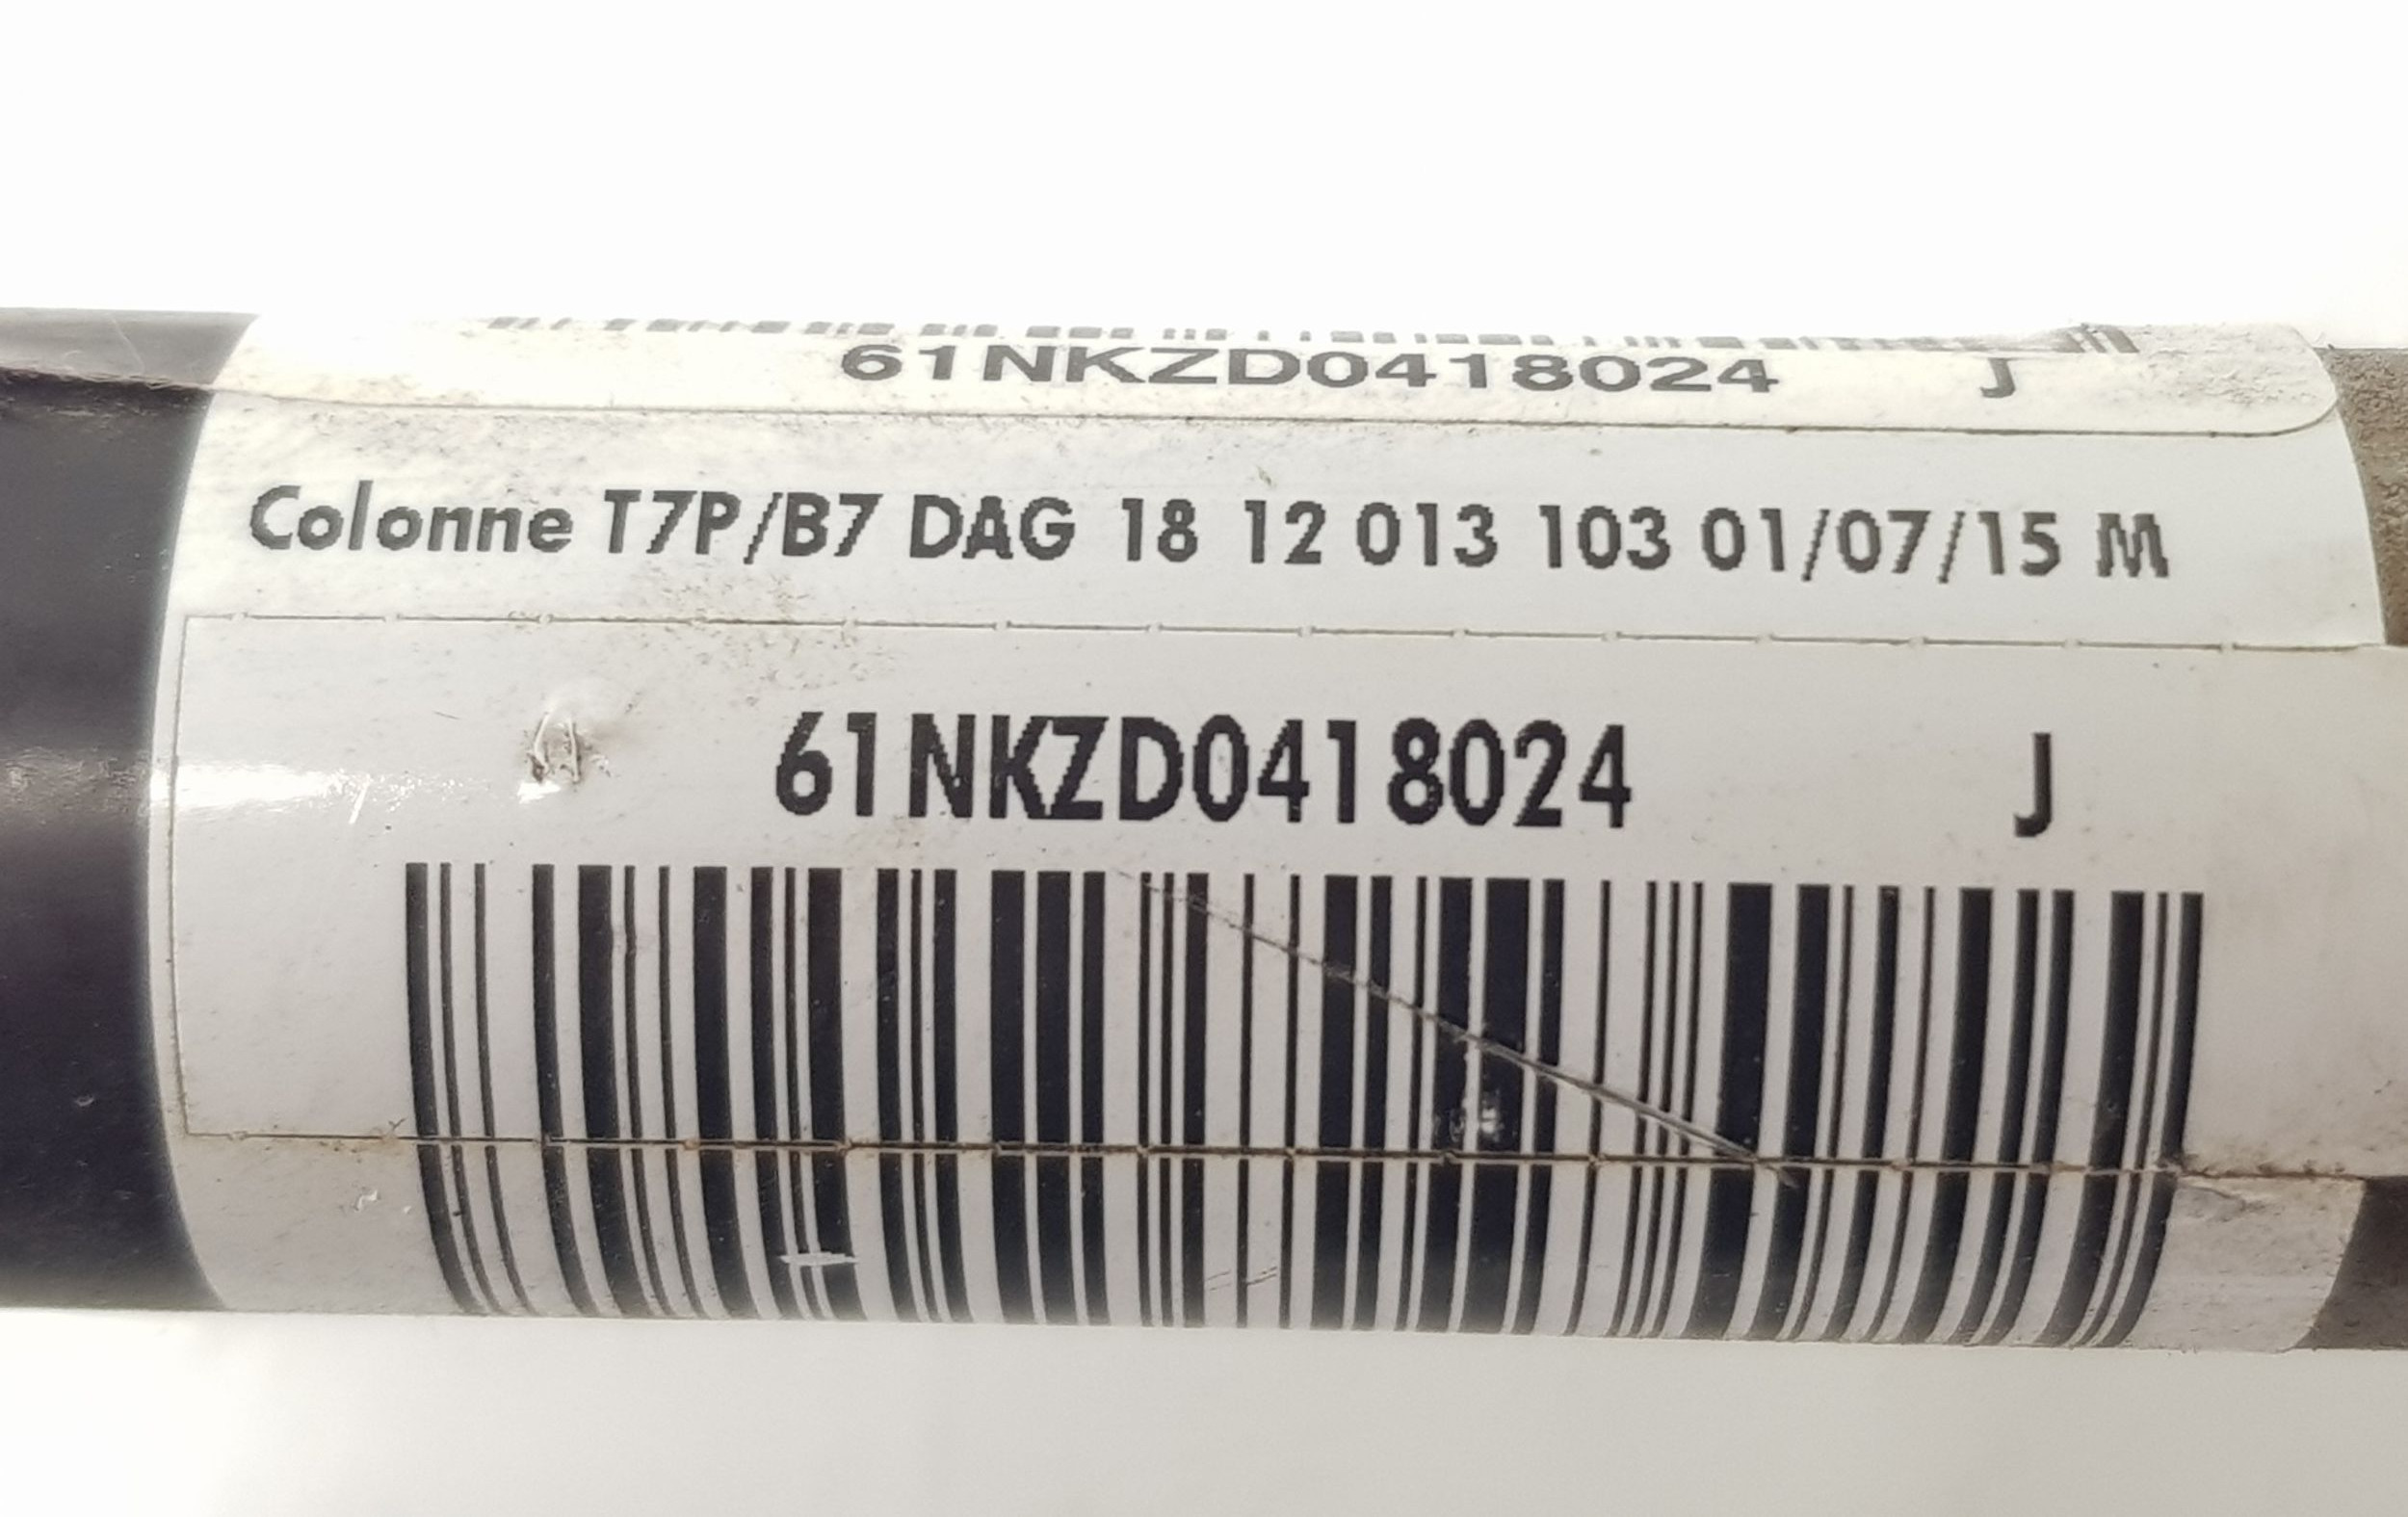 61NKZD0418024 J
Colonne T7P/B7 DAG 18 12 013 103 01/07/15 M
61NKZD0418024 J